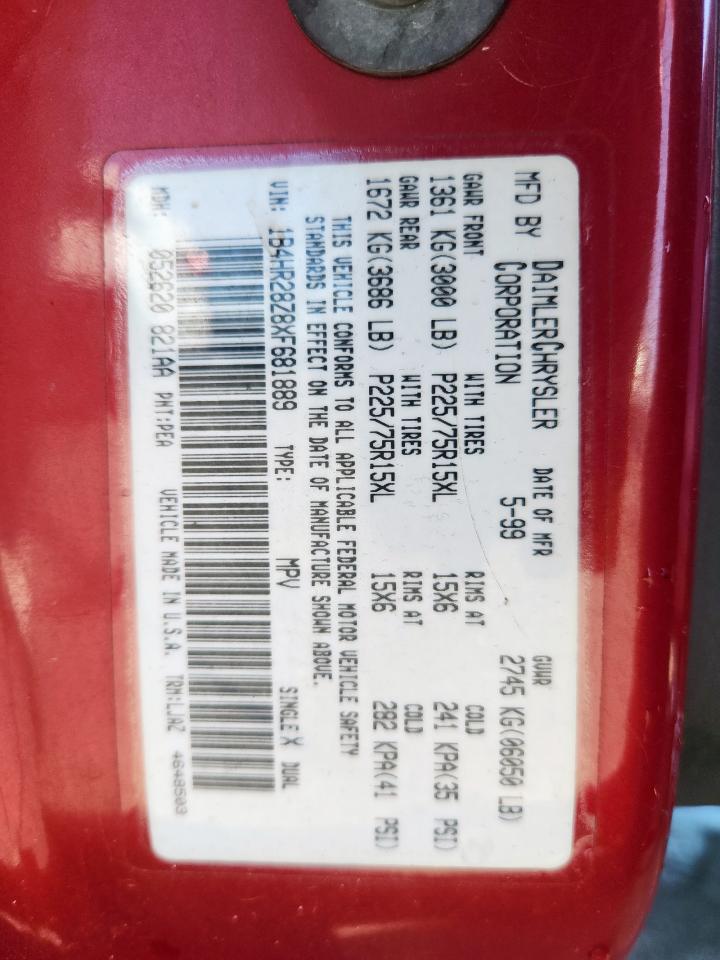 MFD BY DAIMLERCHRYSLER CORPORATION DATE OF MFR 5-99 GVWR 2745 KG(06050 LB)
GAWR FRONT WITH TIRES RIMS AT COLD
1361 KG(3000 LB) P225/75R15XL 15X6 241 KPA(35 PSI)
GAWR REAR WITH TIRES RIMS AT COLD
1672 KG(3686 LB) P225/75R15XL 15X6 282 KPA(41 PSI)
THIS VEHICLE CONFORMS TO ALL APPLICABLE FEDERAL MOTOR VEHICLE SAFETY
STANDARDS IN EFFECT ON THE DATE OF MANUFACTURE SHOWN ABOVE.
VIN: 1B4HR28Z8XF681889 TYPE: MPV SINGLE X DUAL
MDH: 052620 821AA PNT:PEA VEHICLE MADE IN U.S.A. TRM:LJAZ 4648503